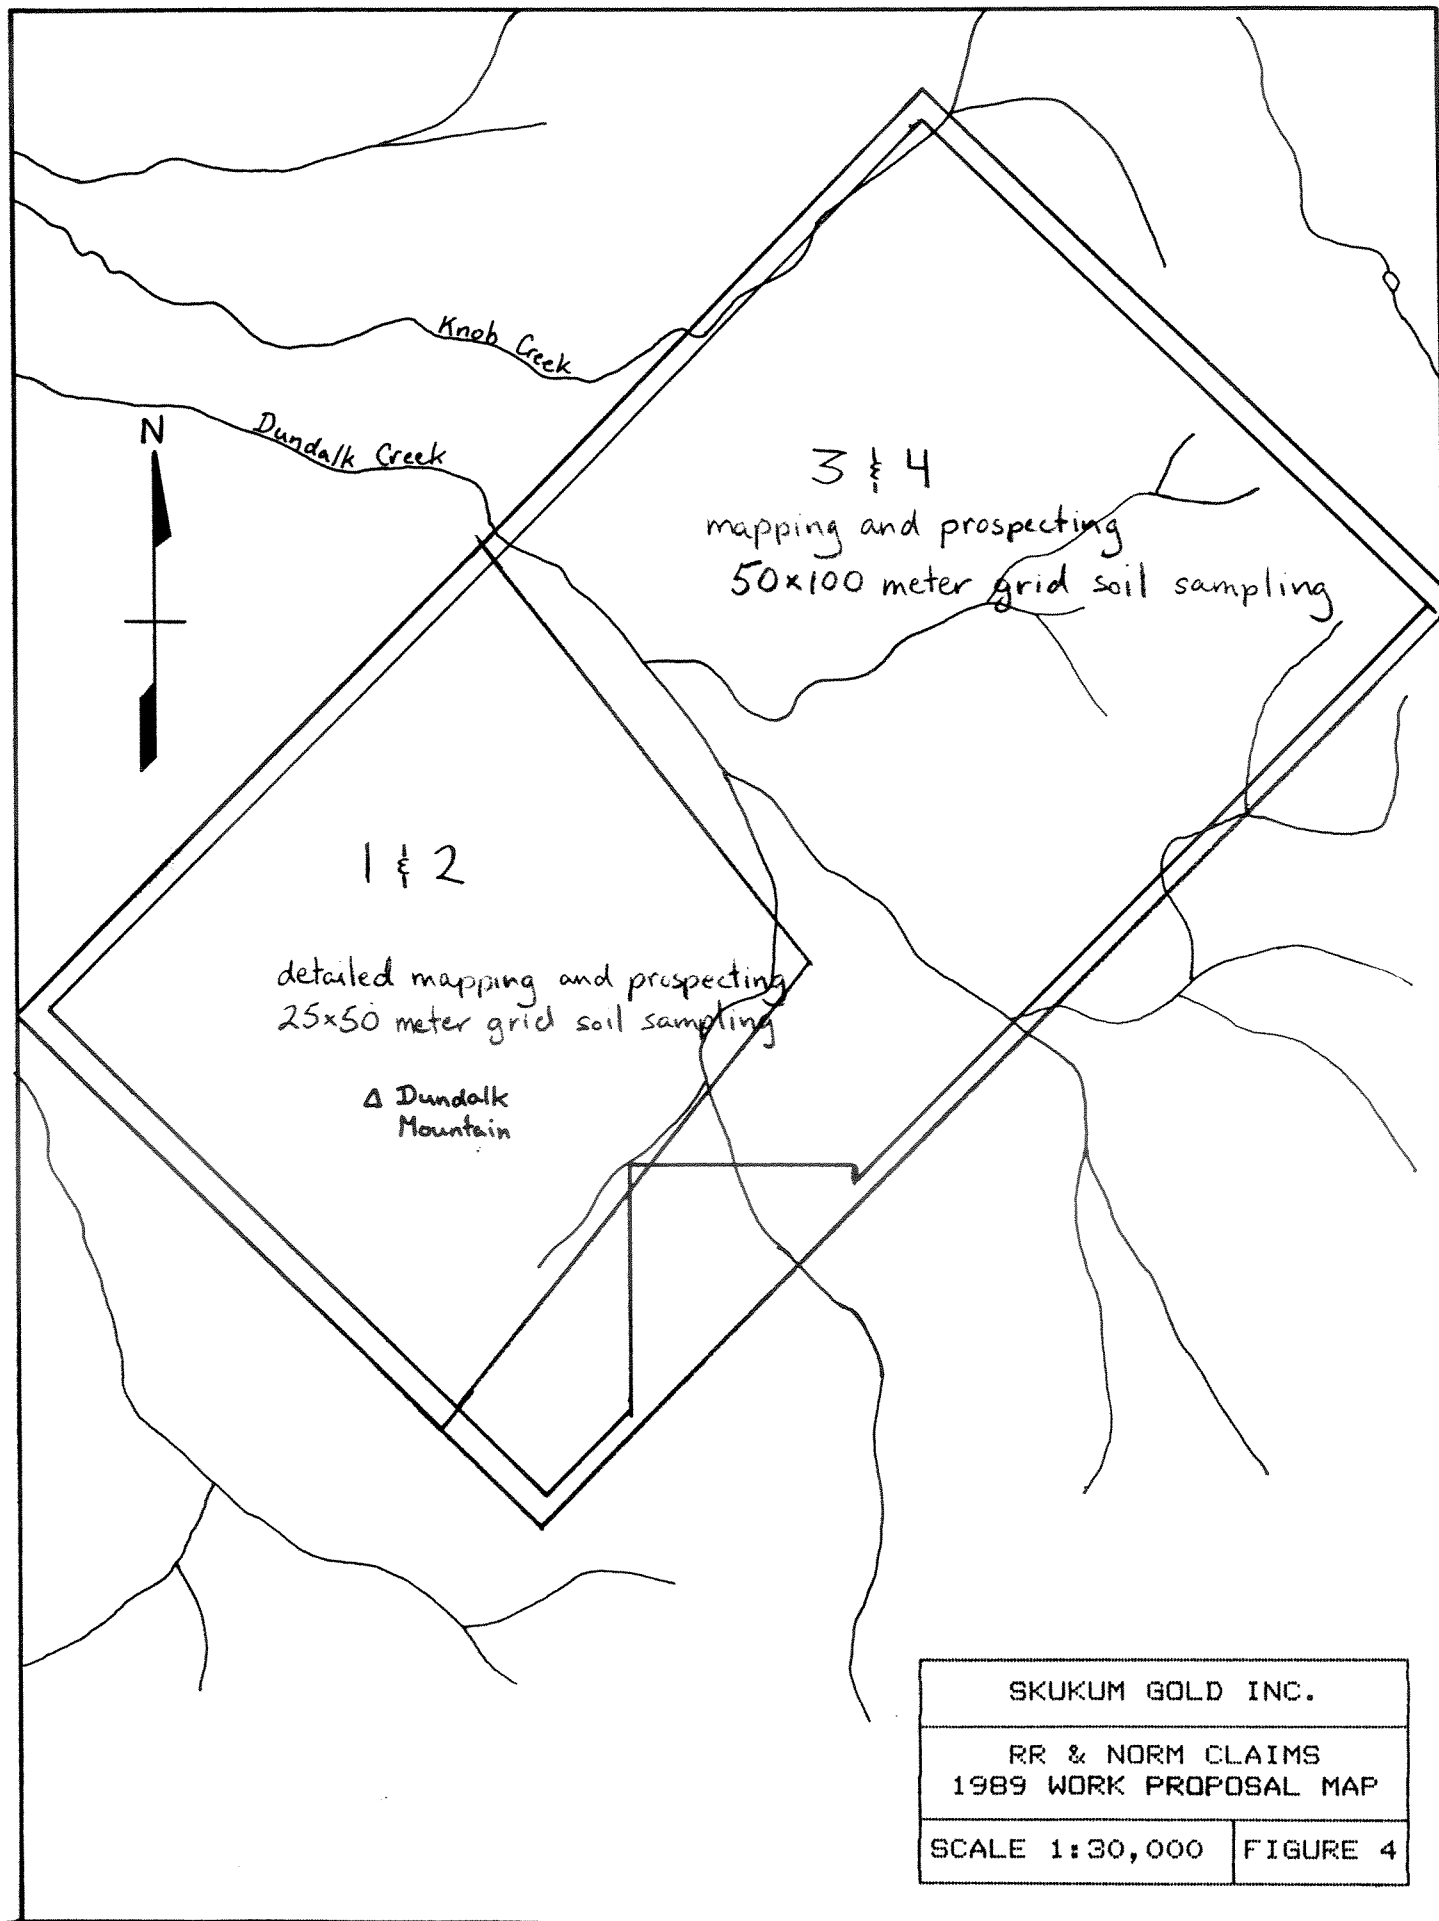 Knob Creek
Dundalk Creek
N
3 & 4
mapping and prospecting
50x100 meter grid soil sampling
1 & 2
detailed mapping and prospecting
25x50 meter grid soil sampling
Δ Dundalk
Mountain
SKUKUM GOLD INC.
RR & NORM CLAIMS
1989 WORK PROPOSAL MAP
SCALE 1:30,000
FIGURE 4